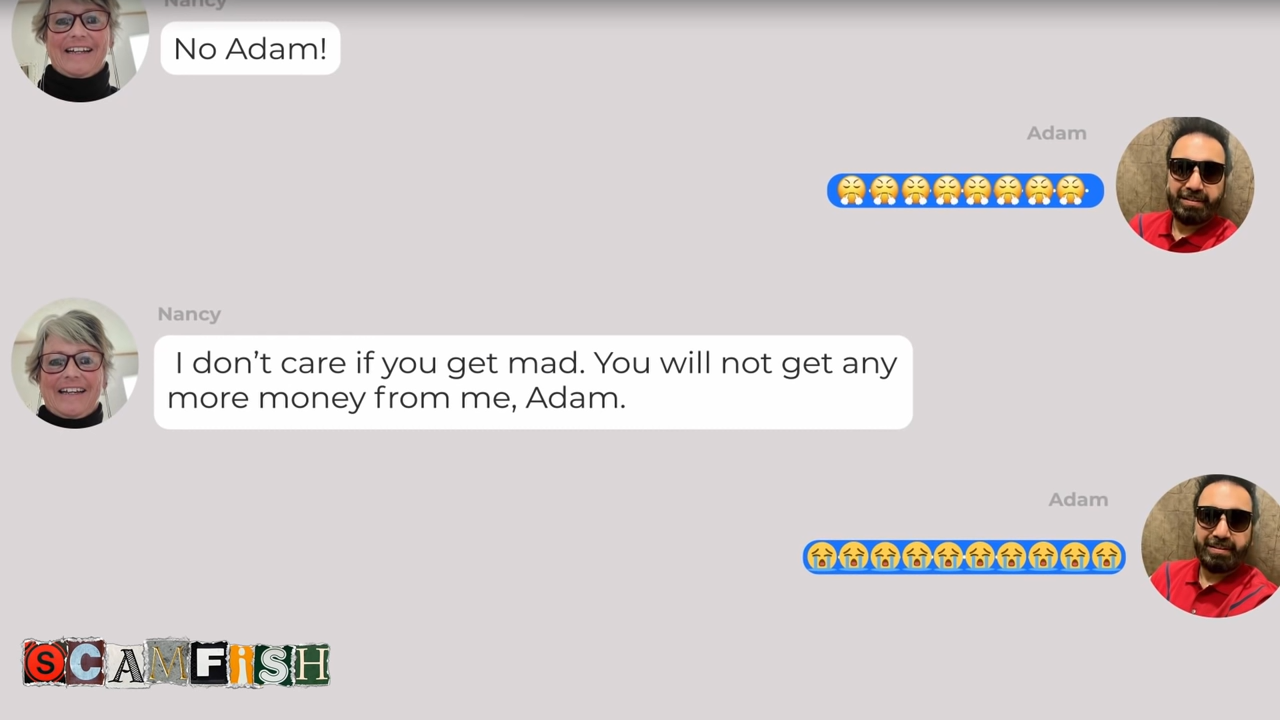 Nancy
No Adam!
Adam
😤😤😤😤😤😤😤😤
Nancy
I don’t care if you get mad. You will not get any
more money from me, Adam.
Adam
😭😭😭😭😭😭😭😭😭😭
SCAMFiSH